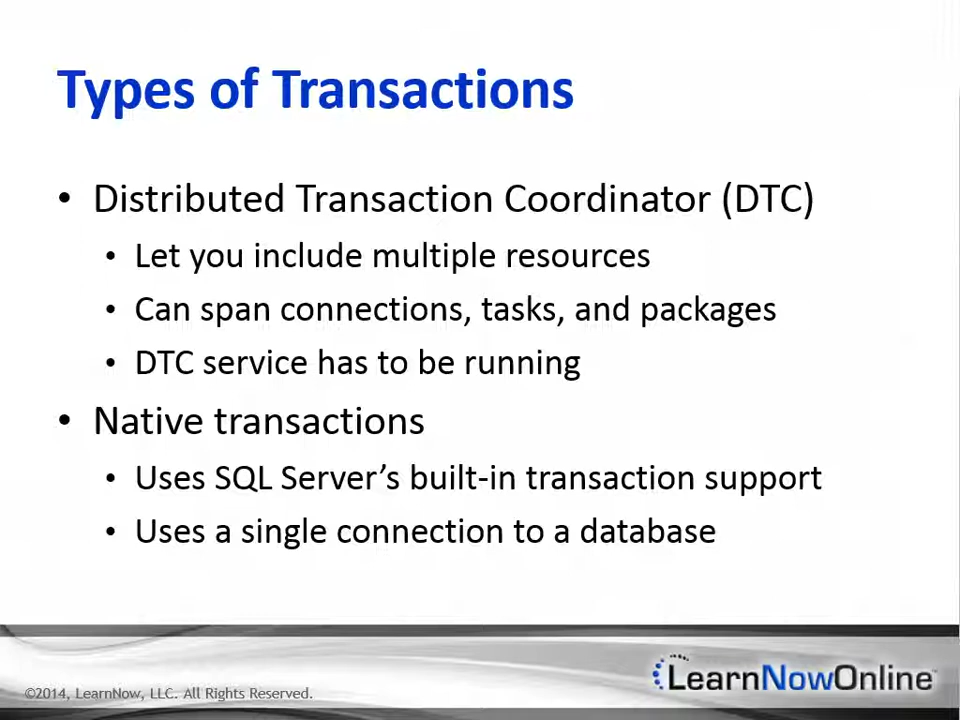 Types of Transactions
• Distributed Transaction Coordinator (DTC)
• Let you include multiple resources
• Can span connections, tasks, and packages
• DTC service has to be running
• Native transactions
• Uses SQL Server’s built-in transaction support
• Uses a single connection to a database
©2014, LearnNow, LLC. All Rights Reserved.
LearnNowOnline™